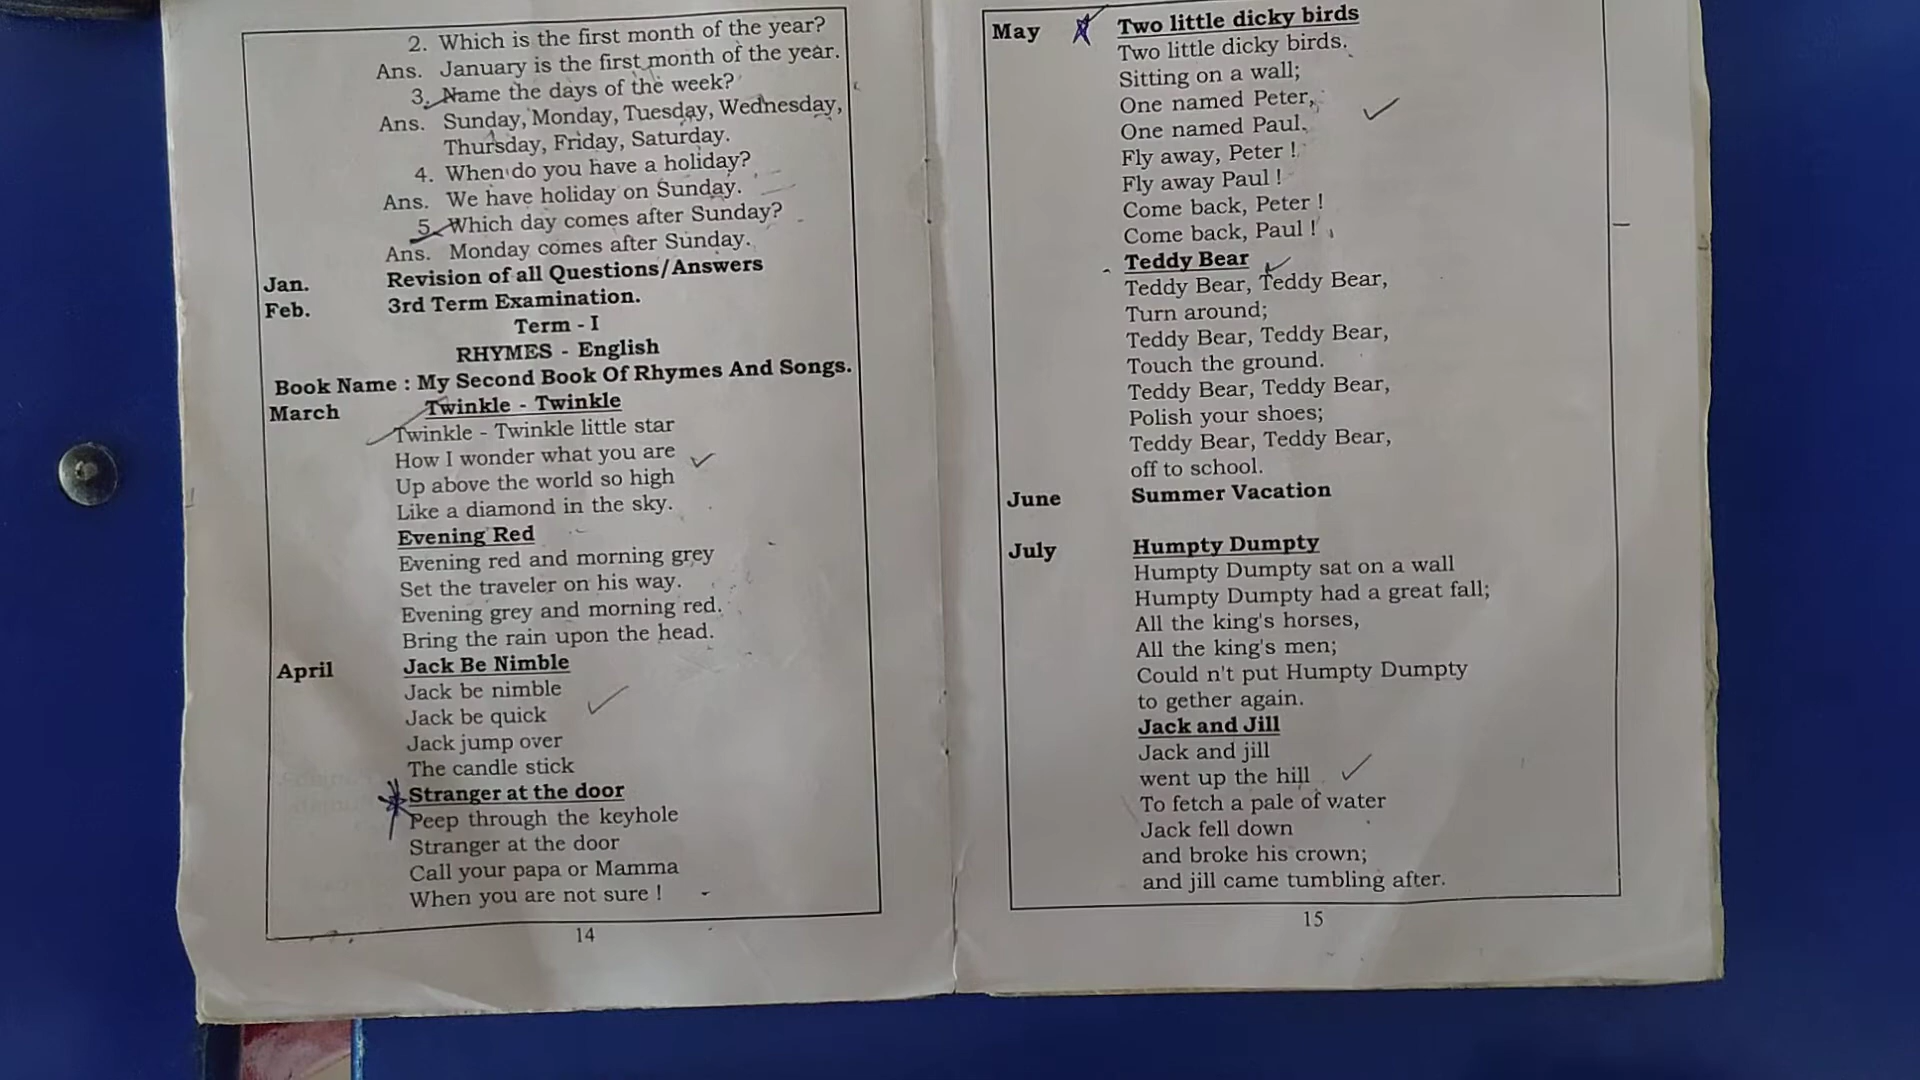 2. Which is the first month of the year?
Ans. January is the first month of the year.
3. Name the days of the week?
Ans. Sunday, Monday, Tuesday, Wednesday,
Thursday, Friday, Saturday.
4. When do you have a holiday?
Ans. We have holiday on Sunday.
5. Which day comes after Sunday?
Ans. Monday comes after Sunday.
Jan. Revision of all Questions/Answers
Feb. 3rd Term Examination.
Term - I
RHYMES - English
Book Name : My Second Book Of Rhymes And Songs.
March Twinkle - Twinkle
Twinkle - Twinkle little star
How I wonder what you are
Up above the world so high
Like a diamond in the sky.
Evening Red
Evening red and morning grey
Set the traveler on his way.
Evening grey and morning red.
Bring the rain upon the head.
April Jack Be Nimble
Jack be nimble
Jack be quick
Jack jump over
The candle stick
Stranger at the door
Peep through the keyhole
Stranger at the door
Call your papa or Mamma
When you are not sure !
14
May Two little dicky birds
Two little dicky birds.
Sitting on a wall;
One named Peter,
One named Paul.
Fly away, Peter !
Fly away Paul !
Come back, Peter !
Come back, Paul !
Teddy Bear
Teddy Bear, Teddy Bear,
Turn around;
Teddy Bear, Teddy Bear,
Touch the ground.
Teddy Bear, Teddy Bear,
Polish your shoes;
Teddy Bear, Teddy Bear,
off to school.
June Summer Vacation
July Humpty Dumpty
Humpty Dumpty sat on a wall
Humpty Dumpty had a great fall;
All the king's horses,
All the king's men;
Could n't put Humpty Dumpty
to gether again.
Jack and Jill
Jack and jill
went up the hill
To fetch a pale of water
Jack fell down
and broke his crown;
and jill came tumbling after.
15